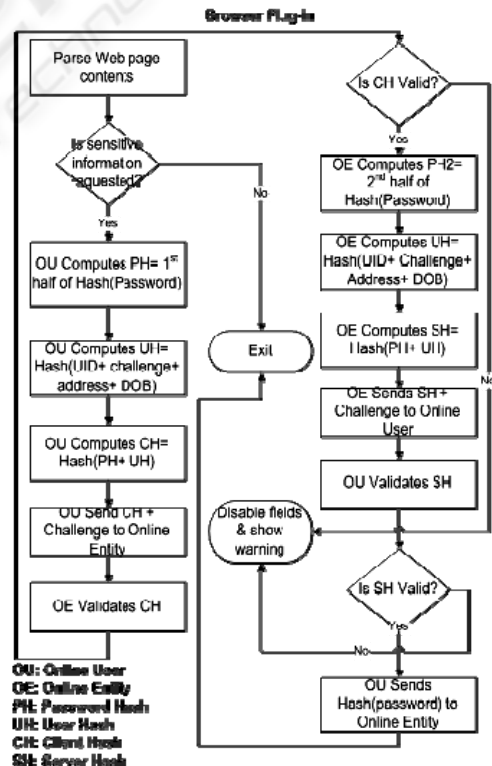 Browser Plug-in
Parse Web page
contents
Is sensitive
information
requested?
No
Yes
OU Computes PH= 1st
half of Hash(Password)
OU Computes UH=
Hash(UID+ challenge+
address+ DOB)
OU Computes CH=
Hash(PH+ UH)
OU Send CH +
Challenge to Online
Entity
OE Validates CH
Exit
Is CH Valid?
Yes
No
OE Computes PH2=
2nd half of
Hash(Password)
OE Computes UH=
Hash(UID+ Challenge+
Address+ DOB)
OE Computes SH=
Hash(PH+ UH)
OE Sends SH +
Challenge to Online
User
OU Validates SH
Disable fields
& show
warning
Is SH Valid?
Yes
No
OU Sends
Hash(password) to
Online Entity
OU: Online User
OE: Online Entity
PH: Password Hash
UH: User Hash
CH: Client Hash
SH: Server Hash